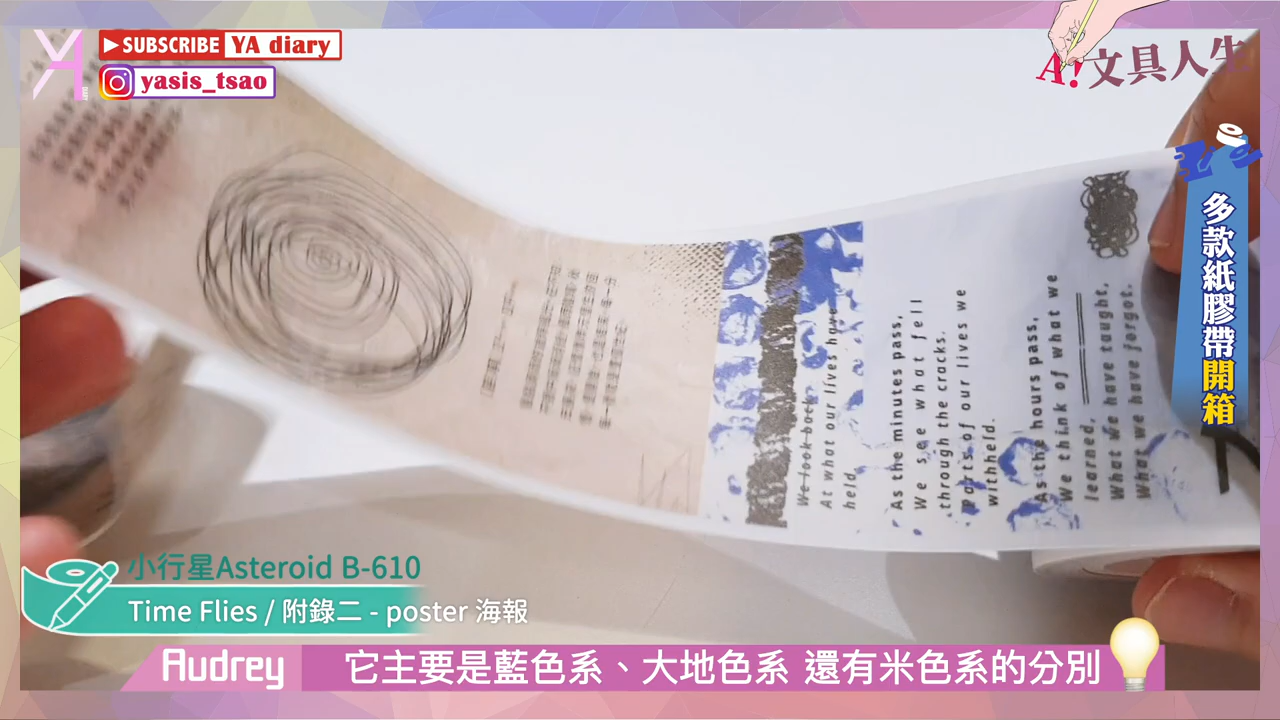 SUBSCRIBE YA diary
yasis_tsao
A!文具人生
多款紙膠帶開箱
We look back
At what our lives have
held.
As the minutes pass,
We see what fell
through the cracks.
Parts of our lives we
withheld.
As the hours pass,
We think of what we
learned,
What we have taught,
What we have forgot.
小行星Asteroid B-610
Time Flies / 附錄二 - poster 海報
Audrey
它主要是藍色系、大地色系 還有米色系的分別